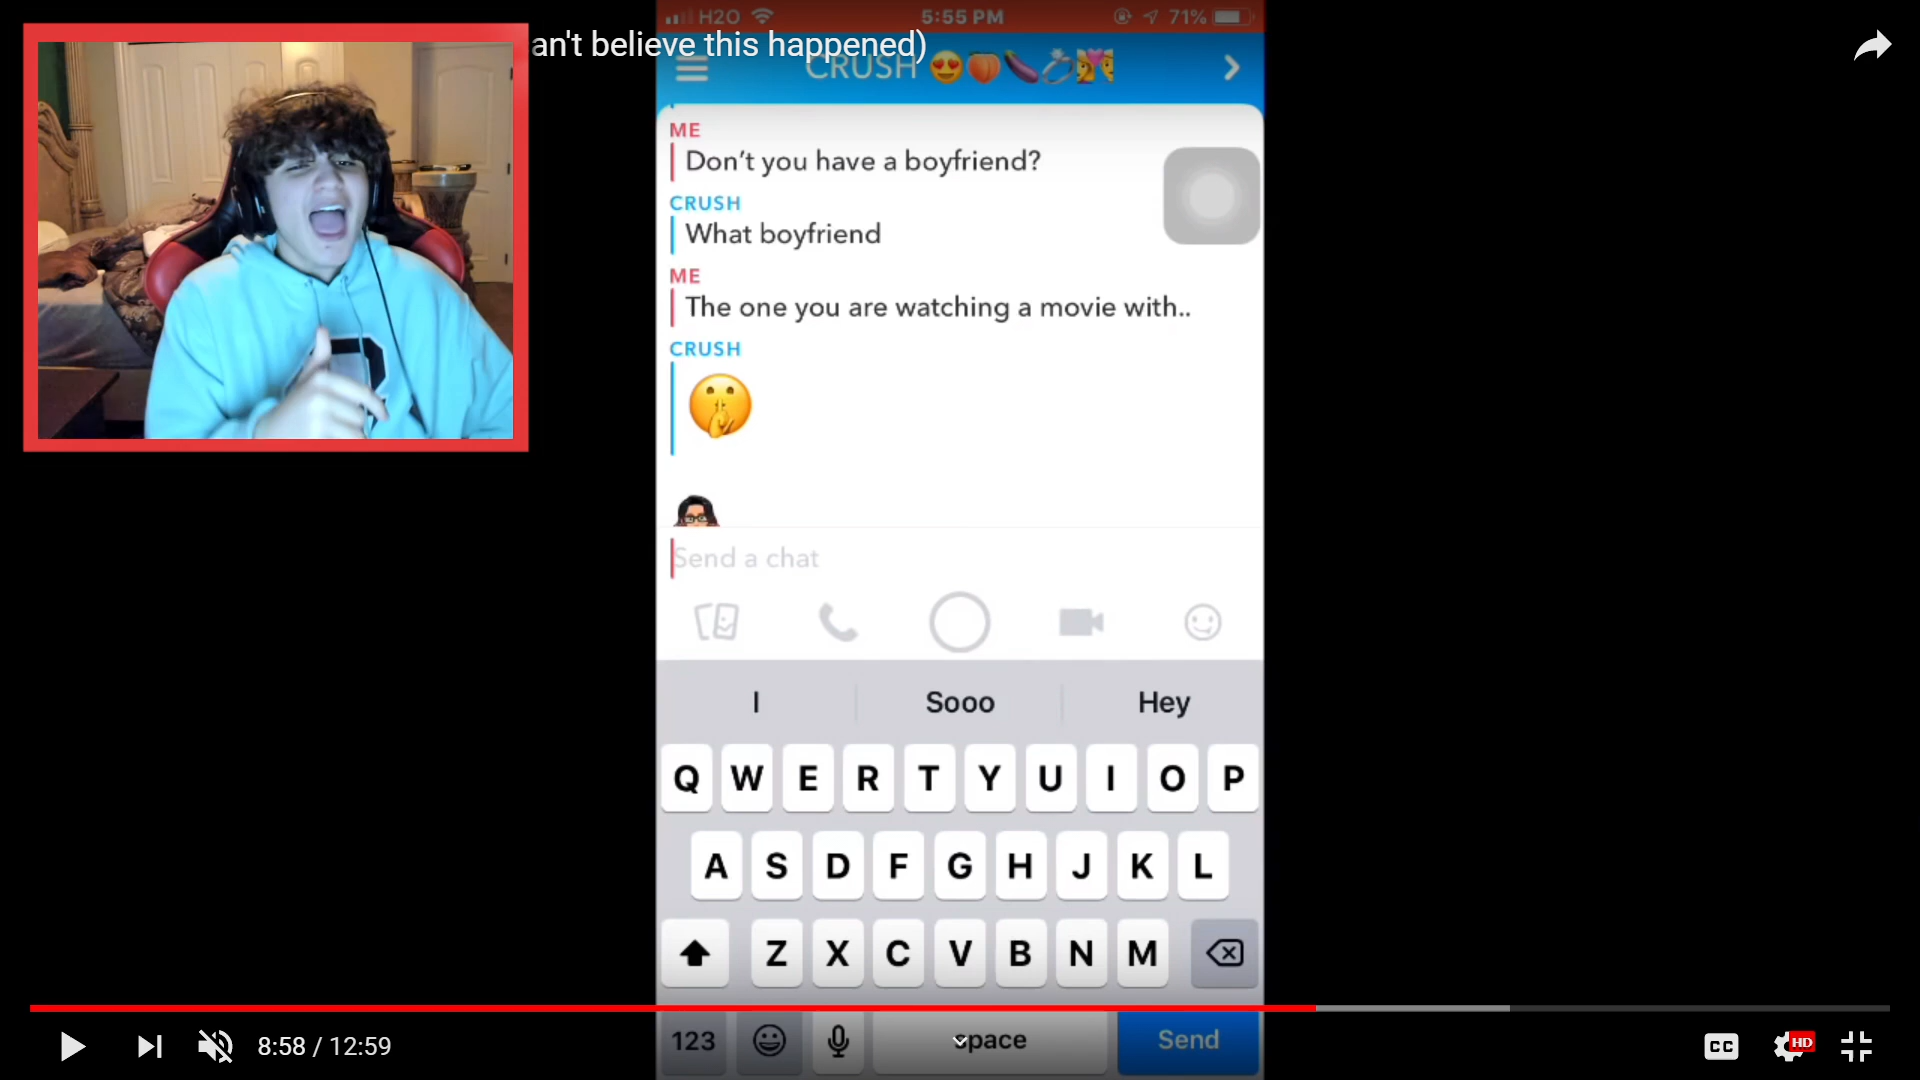 an't believe this happened)
H2O 5:55 PM 71%
CRUSH 😍🍑🍆💍💏
ME
Don’t you have a boyfriend?
CRUSH
What boyfriend
ME
The one you are watching a movie with..
CRUSH
🤫
Send a chat
I Sooo Hey
Q W E R T Y U I O P
A S D F G H J K L
Z X C V B N M
123 space Send
8:58 / 12:59 CC HD